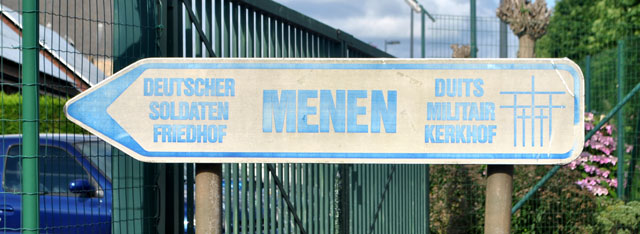 DEUTSCHER
SOLDATEN
FRIEDHOF
MENEN
DUITS
MILITAIR
KERKHOF